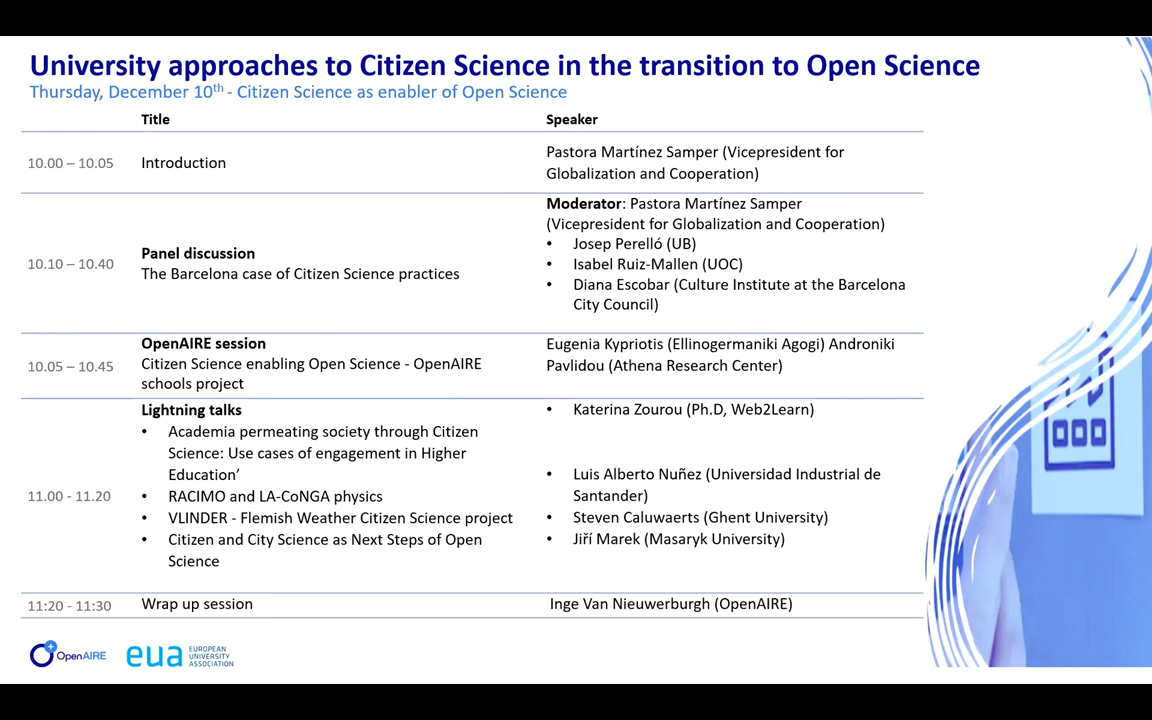 University approaches to Citizen Science in the transition to Open Science
Thursday, December 10th - Citizen Science as enabler of Open Science
Title Speaker
10.00 – 10.05 Introduction Pastora Martínez Samper (Vicepresident for
Globalization and Cooperation)
10.10 – 10.40
Panel discussion
The Barcelona case of Citizen Science practices
Moderator: Pastora Martínez Samper
(Vicepresident for Globalization and Cooperation)
• Josep Perelló (UB)
• Isabel Ruiz-Mallen (UOC)
• Diana Escobar (Culture Institute at the Barcelona
City Council)
10.05 – 10.45
OpenAIRE session
Citizen Science enabling Open Science - OpenAIRE
schools project
Eugenia Kypriotis (Ellinogermaniki Agogi) Androniki
Pavlidou (Athena Research Center)
11.00 - 11.20
Lightning talks
• Academia permeating society through Citizen
Science: Use cases of engagement in Higher
Education’
• RACIMO and LA-CoNGA physics
• VLINDER - Flemish Weather Citizen Science project
• Citizen and City Science as Next Steps of Open
Science
• Katerina Zourou (Ph.D, Web2Learn)
• Luis Alberto Nuñez (Universidad Industrial de
Santander)
• Steven Caluwaerts (Ghent University)
• Jiří Marek (Masaryk University)
11:20 - 11:30 Wrap up session Inge Van Nieuwerburgh (OpenAIRE)
OpenAIRE
eua
EUROPEAN
UNIVERSITY
ASSOCIATION